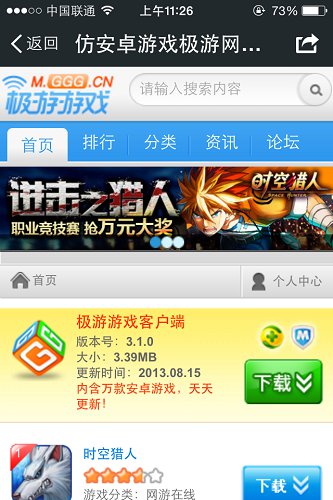 中国联通
上午11:26
73%
返回
仿安卓游戏极游网...
M.GGG.CN
极游游戏
请输入搜索内容
首页
排行
分类
资讯
论坛
进击之猎人
职业竞技赛 抢万元大奖
时空猎人
SPACE HUNTER
首页
个人中心
极游游戏客户端
版本号：3.1.0
大小：3.39MB
更新时间：2013.08.15
内含万款安卓游戏，天天
更新！
下载
1
时空猎人
游戏分类：网游在线
下载